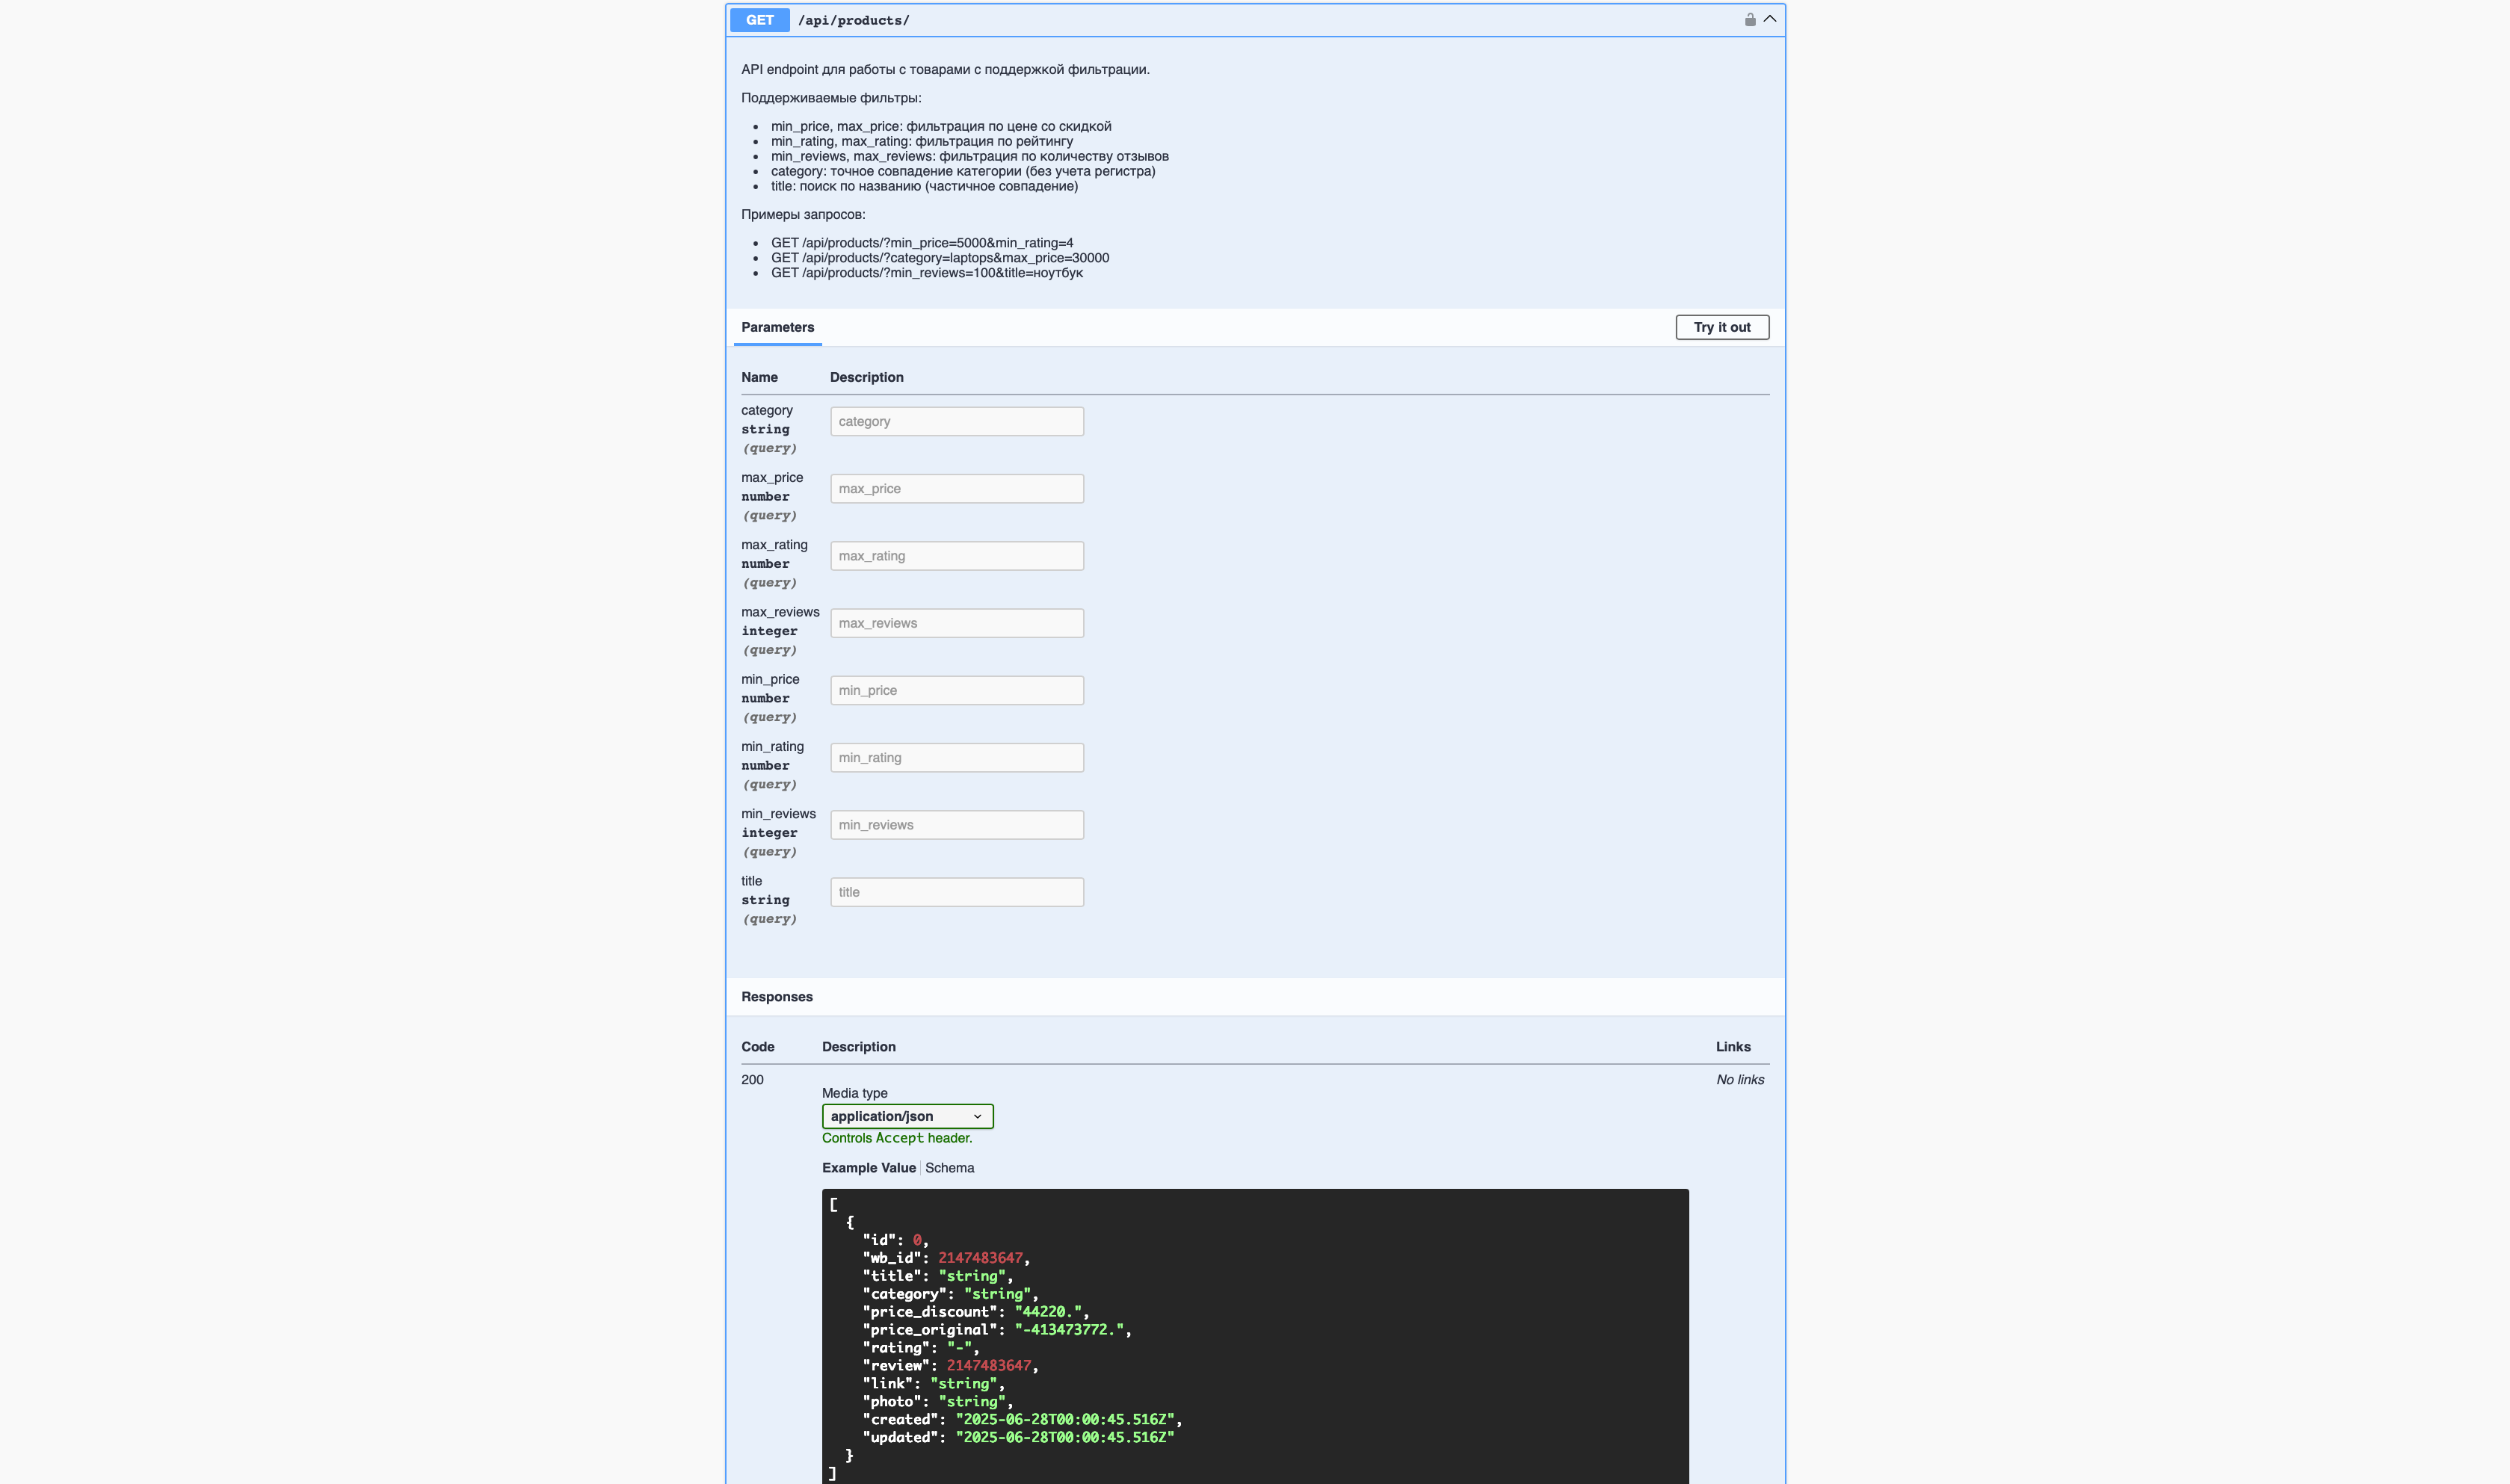 GET /api/products/
API endpoint для работы с товарами с поддержкой фильтрации.
Поддерживаемые фильтры:
• min_price, max_price: фильтрация по цене со скидкой
• min_rating, max_rating: фильтрация по рейтингу
• min_reviews, max_reviews: фильтрация по количеству отзывов
• category: точное совпадение категории (без учета регистра)
• title: поиск по названию (частичное совпадение)
Примеры запросов:
• GET /api/products/?min_price=5000&min_rating=4
• GET /api/products/?category=laptops&max_price=30000
• GET /api/products/?min_reviews=100&title=ноутбук
Parameters Try it out
Name Description
category
string
(query)
category
max_price
number
(query)
max_price
max_rating
number
(query)
max_rating
max_reviews
integer
(query)
max_reviews
min_price
number
(query)
min_price
min_rating
number
(query)
min_rating
min_reviews
integer
(query)
min_reviews
title
string
(query)
title
Responses
Code Description Links
200 No links
Media type
application/json
Controls Accept header.
Example Value Schema
[
  {
    "id": 0,
    "wb_id": 2147483647,
    "title": "string",
    "category": "string",
    "price_discount": "44220.",
    "price_original": "-413473772.",
    "rating": "-",
    "review": 2147483647,
    "link": "string",
    "photo": "string",
    "created": "2025-06-28T00:00:45.516Z",
    "updated": "2025-06-28T00:00:45.516Z"
  }
]